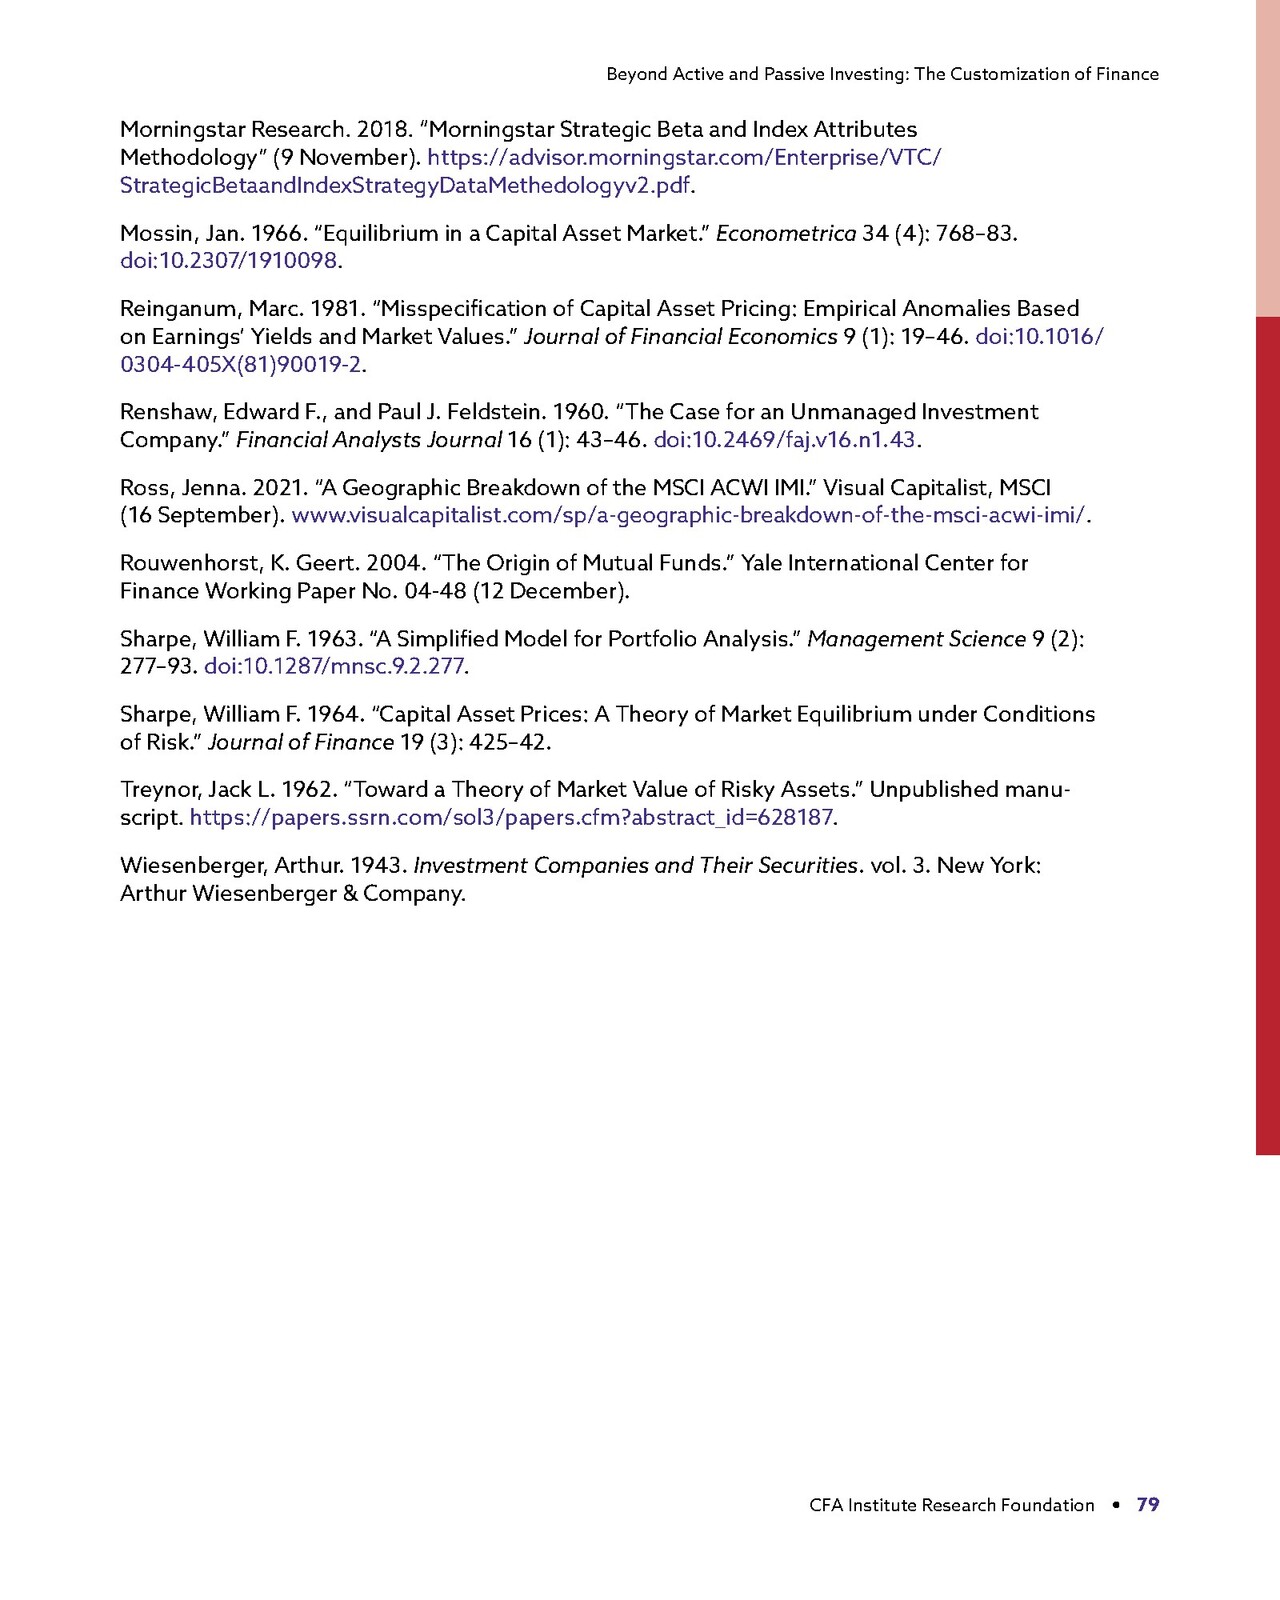 Beyond Active and Passive Investing: The Customization of Finance
Morningstar Research. 2018. “Morningstar Strategic Beta and Index Attributes
Methodology” (9 November). https://advisor.morningstar.com/Enterprise/VTC/
StrategicBetaandIndexStrategyDataMethedologyv2.pdf.
Mossin, Jan. 1966. “Equilibrium in a Capital Asset Market.” Econometrica 34 (4): 768–83.
doi:10.2307/1910098.
Reinganum, Marc. 1981. “Misspecification of Capital Asset Pricing: Empirical Anomalies Based
on Earnings’ Yields and Market Values.” Journal of Financial Economics 9 (1): 19–46. doi:10.1016/
0304-405X(81)90019-2.
Renshaw, Edward F., and Paul J. Feldstein. 1960. “The Case for an Unmanaged Investment
Company.” Financial Analysts Journal 16 (1): 43–46. doi:10.2469/faj.v16.n1.43.
Ross, Jenna. 2021. “A Geographic Breakdown of the MSCI ACWI IMI.” Visual Capitalist, MSCI
(16 September). www.visualcapitalist.com/sp/a-geographic-breakdown-of-the-msci-acwi-imi/.
Rouwenhorst, K. Geert. 2004. “The Origin of Mutual Funds.” Yale International Center for
Finance Working Paper No. 04-48 (12 December).
Sharpe, William F. 1963. “A Simplified Model for Portfolio Analysis.” Management Science 9 (2):
277–93. doi:10.1287/mnsc.9.2.277.
Sharpe, William F. 1964. “Capital Asset Prices: A Theory of Market Equilibrium under Conditions
of Risk.” Journal of Finance 19 (3): 425–42.
Treynor, Jack L. 1962. “Toward a Theory of Market Value of Risky Assets.” Unpublished manu-
script. https://papers.ssrn.com/sol3/papers.cfm?abstract_id=628187.
Wiesenberger, Arthur. 1943. Investment Companies and Their Securities. vol. 3. New York:
Arthur Wiesenberger & Company.
CFA Institute Research Foundation • 79